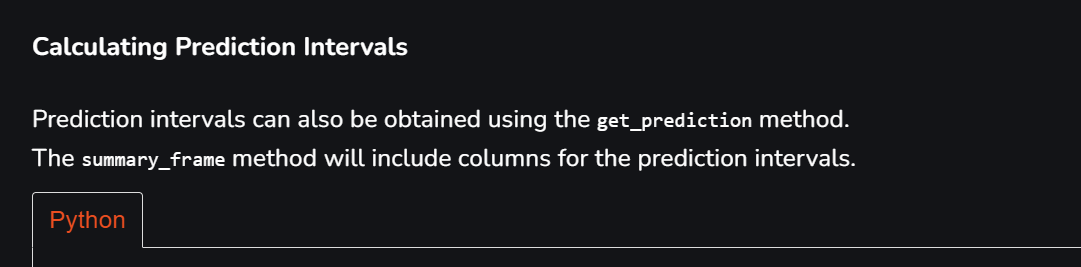 Calculating Prediction Intervals
Prediction intervals can also be obtained using the get_prediction method.
The summary_frame method will include columns for the prediction intervals.
Python